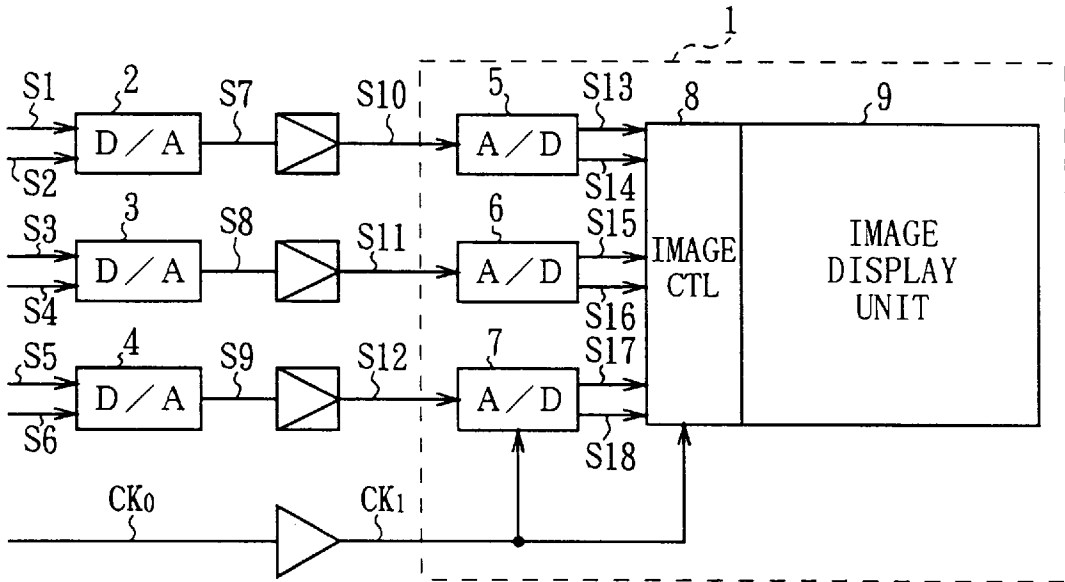 1
S1 2 S7 S10 5 S13 8 9
D／A A／D
S2 S14
S3 3 S8 S11 6 S15
D／A A／D IMAGE CTL IMAGE DISPLAY UNIT
S4 S16
S5 4 S9 S12 7 S17
D／A A／D
S6 S18
CK0 CK1